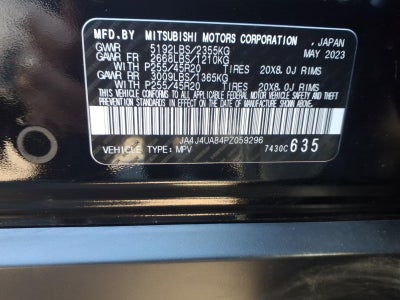 MFD.BY MITSUBISHI MOTORS CORPORATION , JAPAN
GVWR 5192LBS/2355KG MAY 2023
GAWR FR 2668LBS/1210KG
WITH P255/45R20 TIRES 20X8.0J RIMS
GAWR RR 3009LBS/1365KG
WITH P255/45R20 TIRES 20X8.0J RIMS
THIS VEHICLE CONFORMS TO ALL APPLICABLE FEDERAL MOTOR VEHICLE SAFETY AND THEFT PREVENTION STANDARDS IN EFFECT ON THE DATE OF MANUFACTURE SHOWN ABOVE.
JA4J4UA84PZ059296
VEHICLE TYPE: MPV 7430C 635